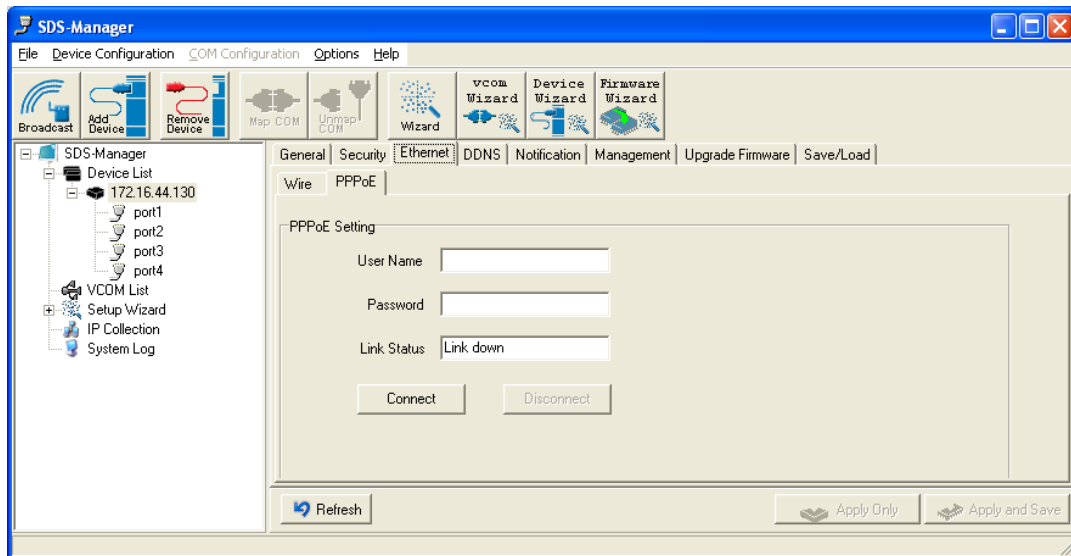 SDS-Manager
File Device Configuration COM Configuration Options Help
Broadcast
Add Device
Remove Device
Map COM
Unmap COM
Wizard
vcom Wizard
Device Wizard
Firmware Wizard
SDS-Manager
Device List
172.16.44.130
port1
port2
port3
port4
VCOM List
Setup Wizard
IP Collection
System Log
General Security Ethernet DDNS Notification Management Upgrade Firmware Save/Load
Wire PPPoE
PPPoE Setting
User Name
Password
Link Status Link down
Connect Disconnect
Refresh Apply Only Apply and Save